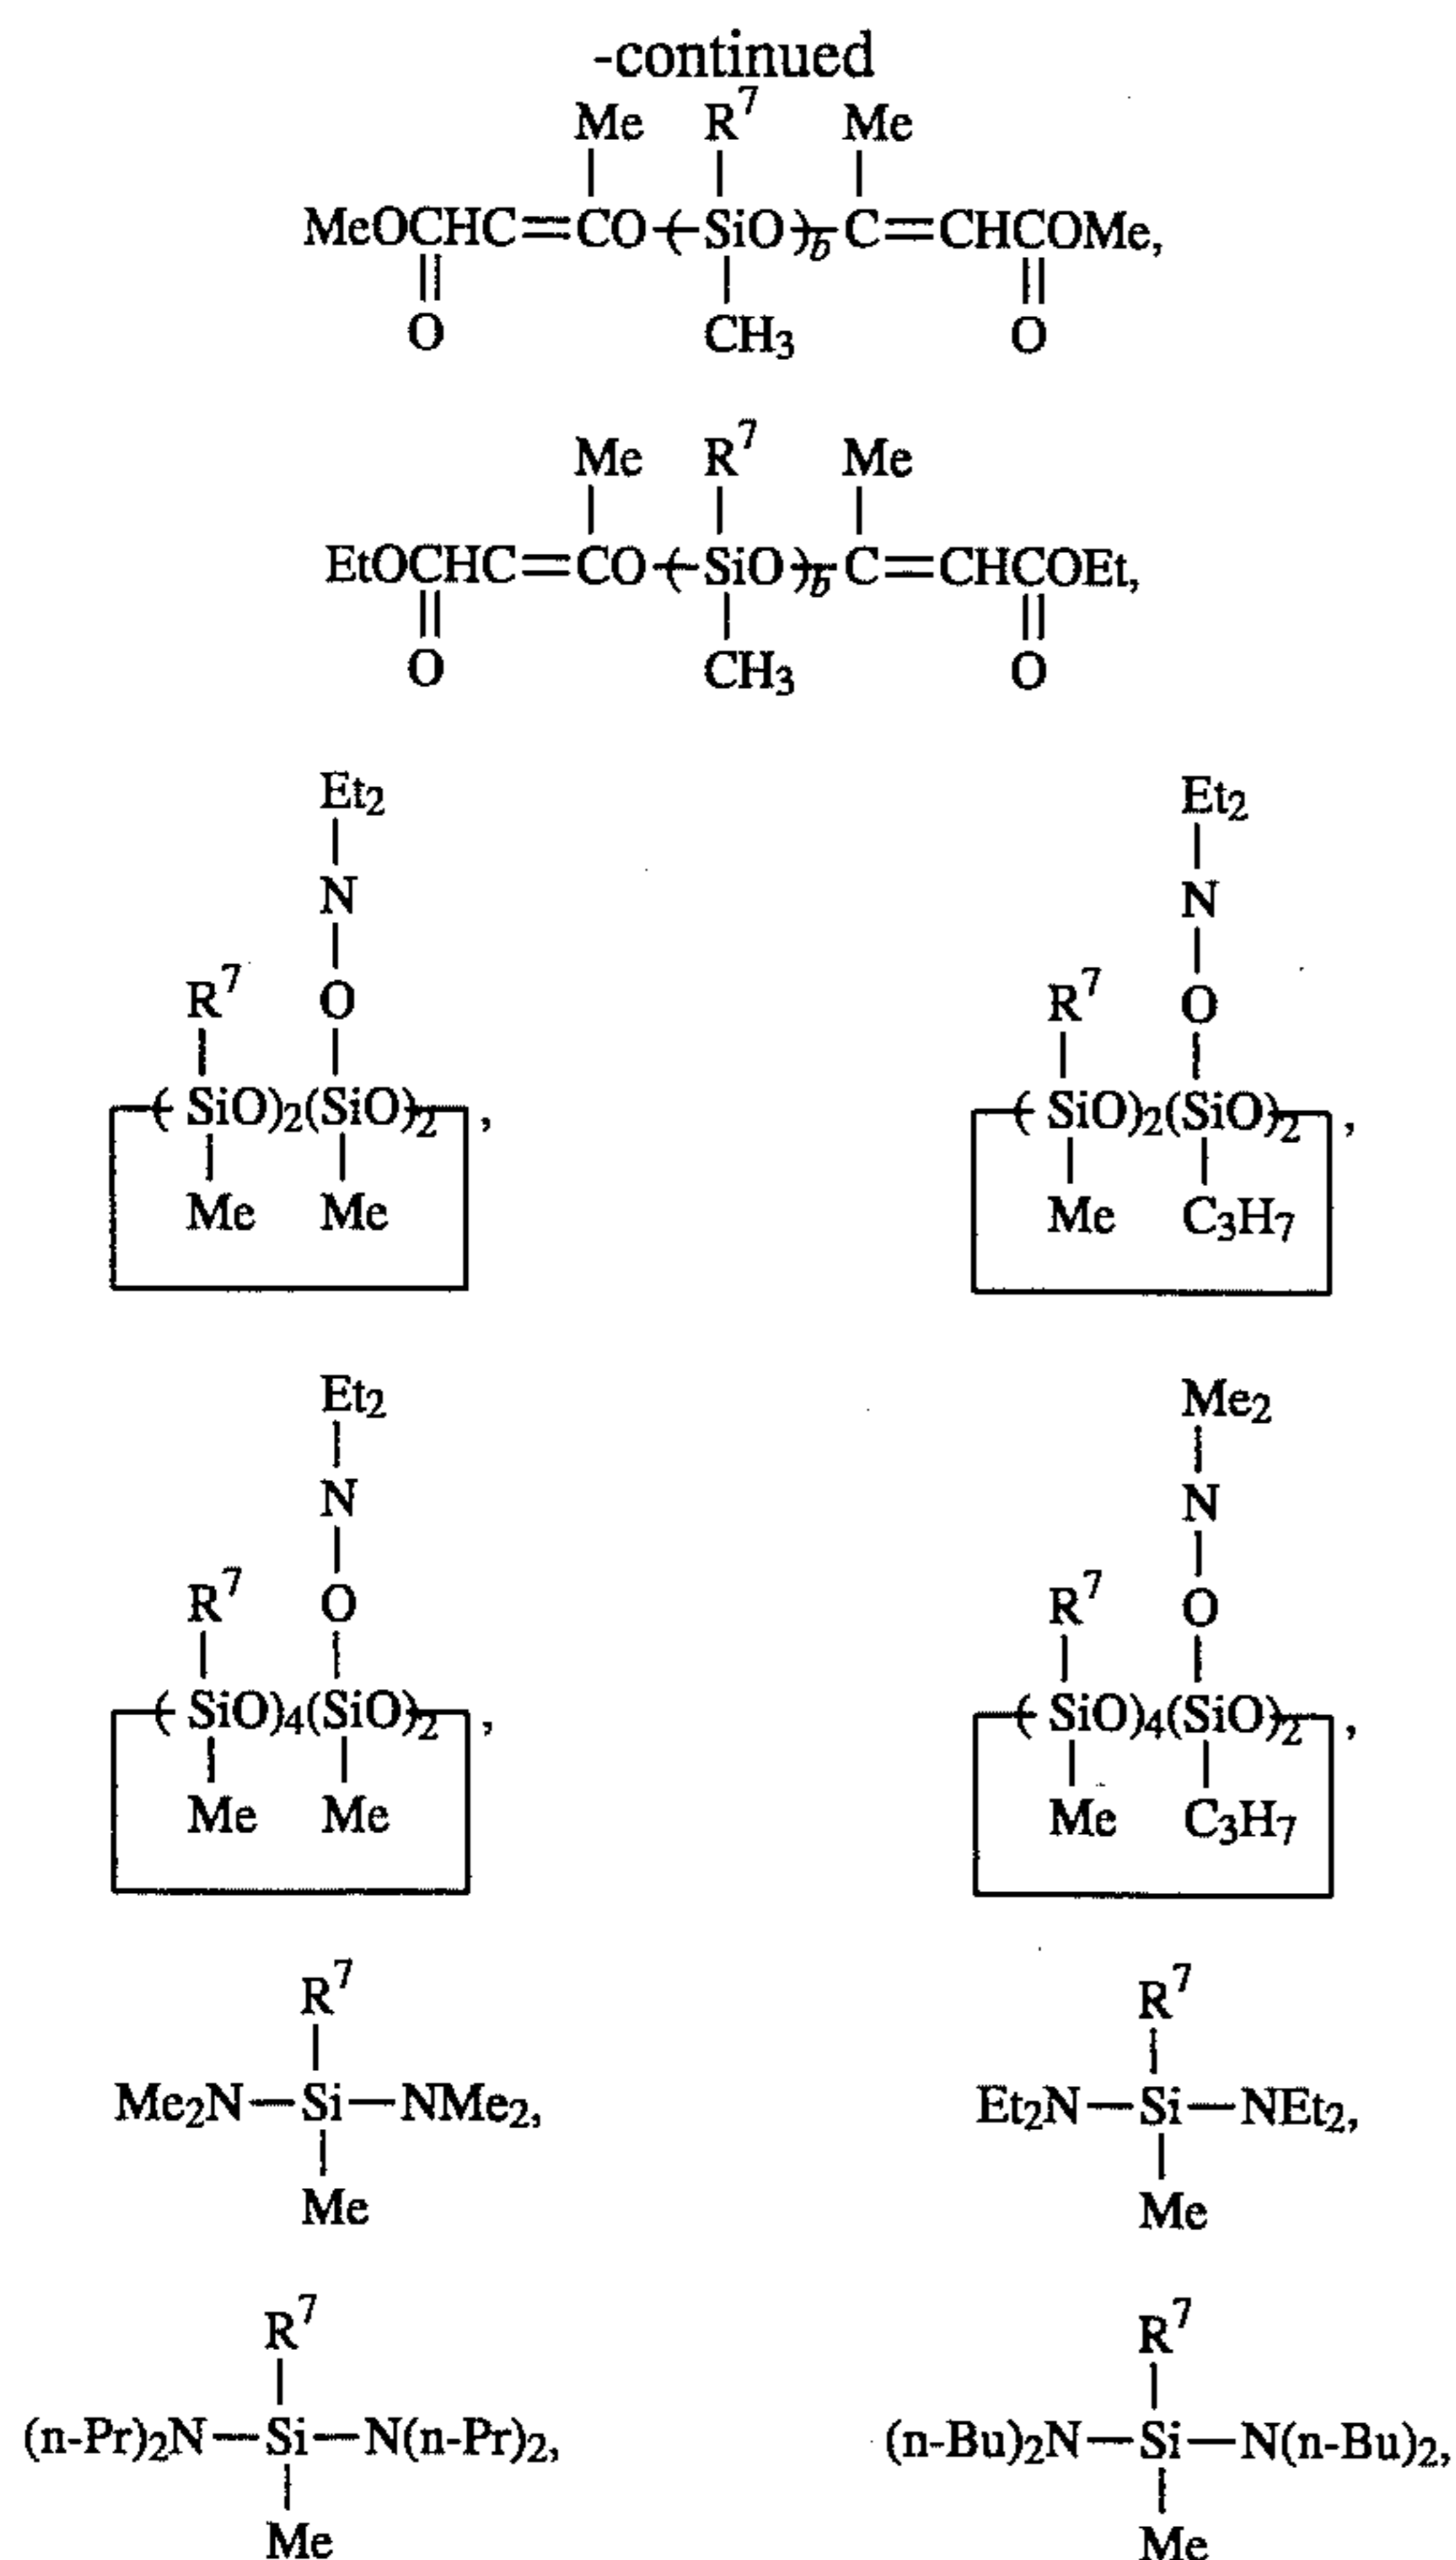 -continued
Me R⁷ Me
MeOCHC=CO-(SiO)b-C=CHCOMe,
O CH₃ O
Me R⁷ Me
EtOCHC=CO-(SiO)b-C=CHCOEt,
O CH₃ O
Et₂ Et₂
N N
R⁷ O R⁷ O
( SiO)₂(SiO)₂ , ( SiO)₂(SiO)₂ ,
Me Me Me C₃H₇
Et₂ Me₂
N N
R⁷ O R⁷ O
( SiO)₄(SiO)₂ , ( SiO)₄(SiO)₂ ,
Me Me Me C₃H₇
R⁷ R⁷
Me₂N—Si—NMe₂, Et₂N—Si—NEt₂,
Me Me
R⁷ R⁷
(n-Pr)₂N—Si—N(n-Pr)₂, (n-Bu)₂N—Si—N(n-Bu)₂,
Me Me